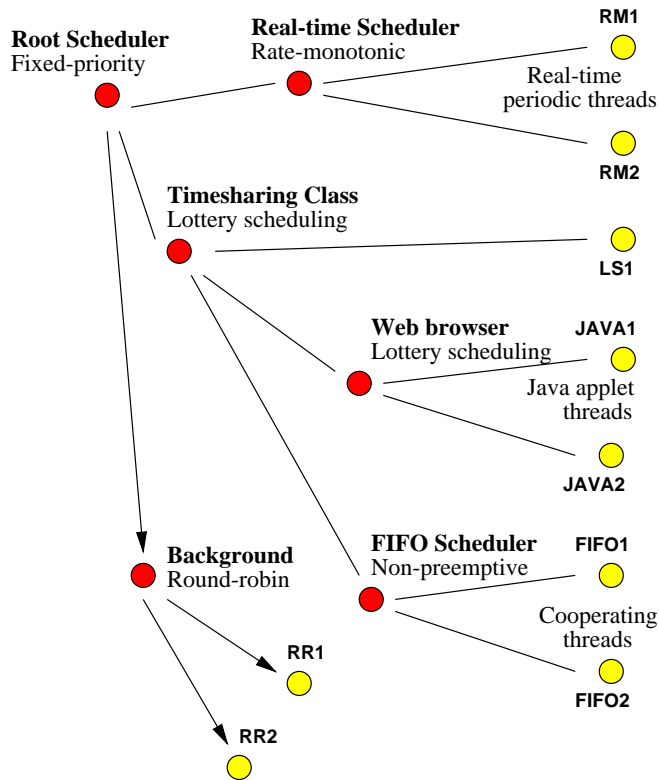 Root Scheduler
Fixed-priority
Real-time Scheduler
Rate-monotonic
RM1
Real-time
periodic threads
RM2
Timesharing Class
Lottery scheduling
LS1
Web browser
Lottery scheduling
JAVA1
Java applet
threads
JAVA2
Background
Round-robin
FIFO Scheduler
Non-preemptive
FIFO1
Cooperating
threads
FIFO2
RR1
RR2